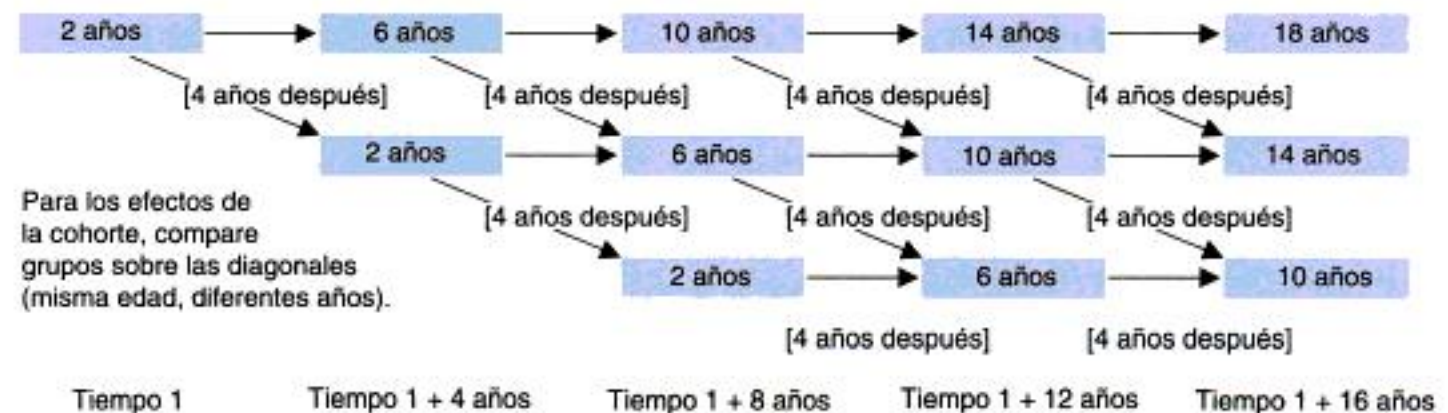 2 años 6 años 10 años 14 años 18 años
[4 años después] [4 años después] [4 años después] [4 años después]
2 años 6 años 10 años 14 años
Para los efectos de
la cohorte, compare
grupos sobre las diagonales
(misma edad, diferentes años).
[4 años después] [4 años después] [4 años después]
2 años 6 años 10 años
[4 años después] [4 años después]
Tiempo 1 Tiempo 1 + 4 años Tiempo 1 + 8 años Tiempo 1 + 12 años Tiempo 1 + 16 años